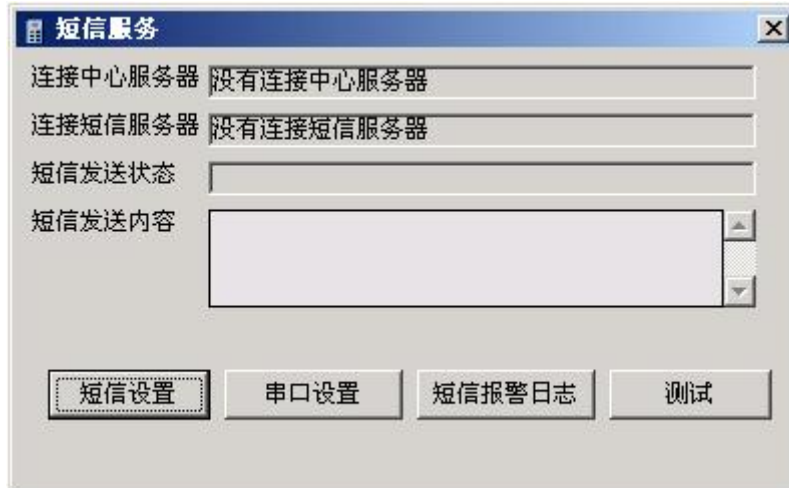 短信服务
连接中心服务器 没有连接中心服务器
连接短信服务器 没有连接短信服务器
短信发送状态
短信发送内容
短信设置 串口设置 短信报警日志 测试